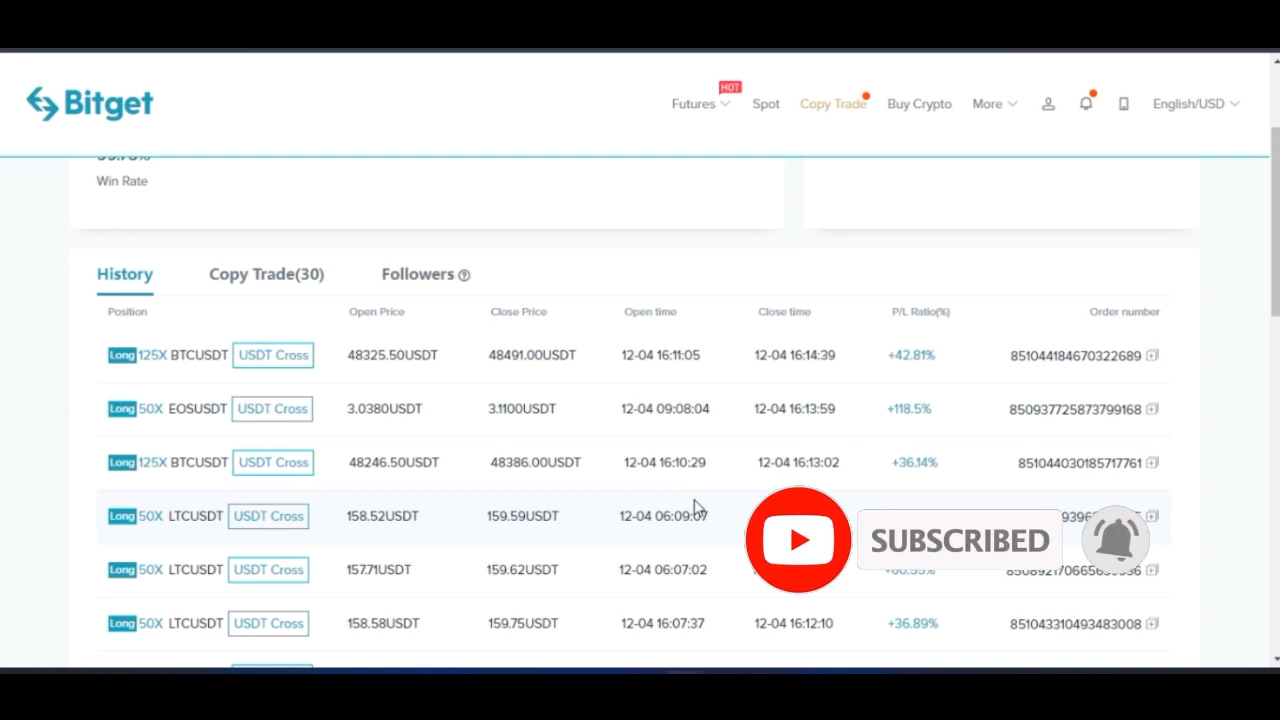 Bitget
HOT
Futures Spot Copy Trade Buy Crypto More English/USD
Win Rate
History Copy Trade(30) Followers
Position Open Price Close Price Open time Close time P/L Ratio(%) Order number
Long 125X BTCUSDT USDT Cross 48325.50USDT 48491.00USDT 12-04 16:11:05 12-04 16:14:39 +42.81% 851044184670322689
Long 50X EOSUSDT USDT Cross 3.0380USDT 3.1100USDT 12-04 09:08:04 12-04 16:13:59 +118.5% 850937725873799168
Long 125X BTCUSDT USDT Cross 48246.50USDT 48386.00USDT 12-04 16:10:29 12-04 16:13:02 +36.14% 851044030185717761
Long 50X LTCUSDT USDT Cross 158.52USDT 159.59USDT 12-04 06:09:07
SUBSCRIBED
Long 50X LTCUSDT USDT Cross 157.71USDT 159.62USDT 12-04 06:07:02
Long 50X LTCUSDT USDT Cross 158.58USDT 159.75USDT 12-04 16:07:37 12-04 16:12:10 +36.89% 851043310493483008